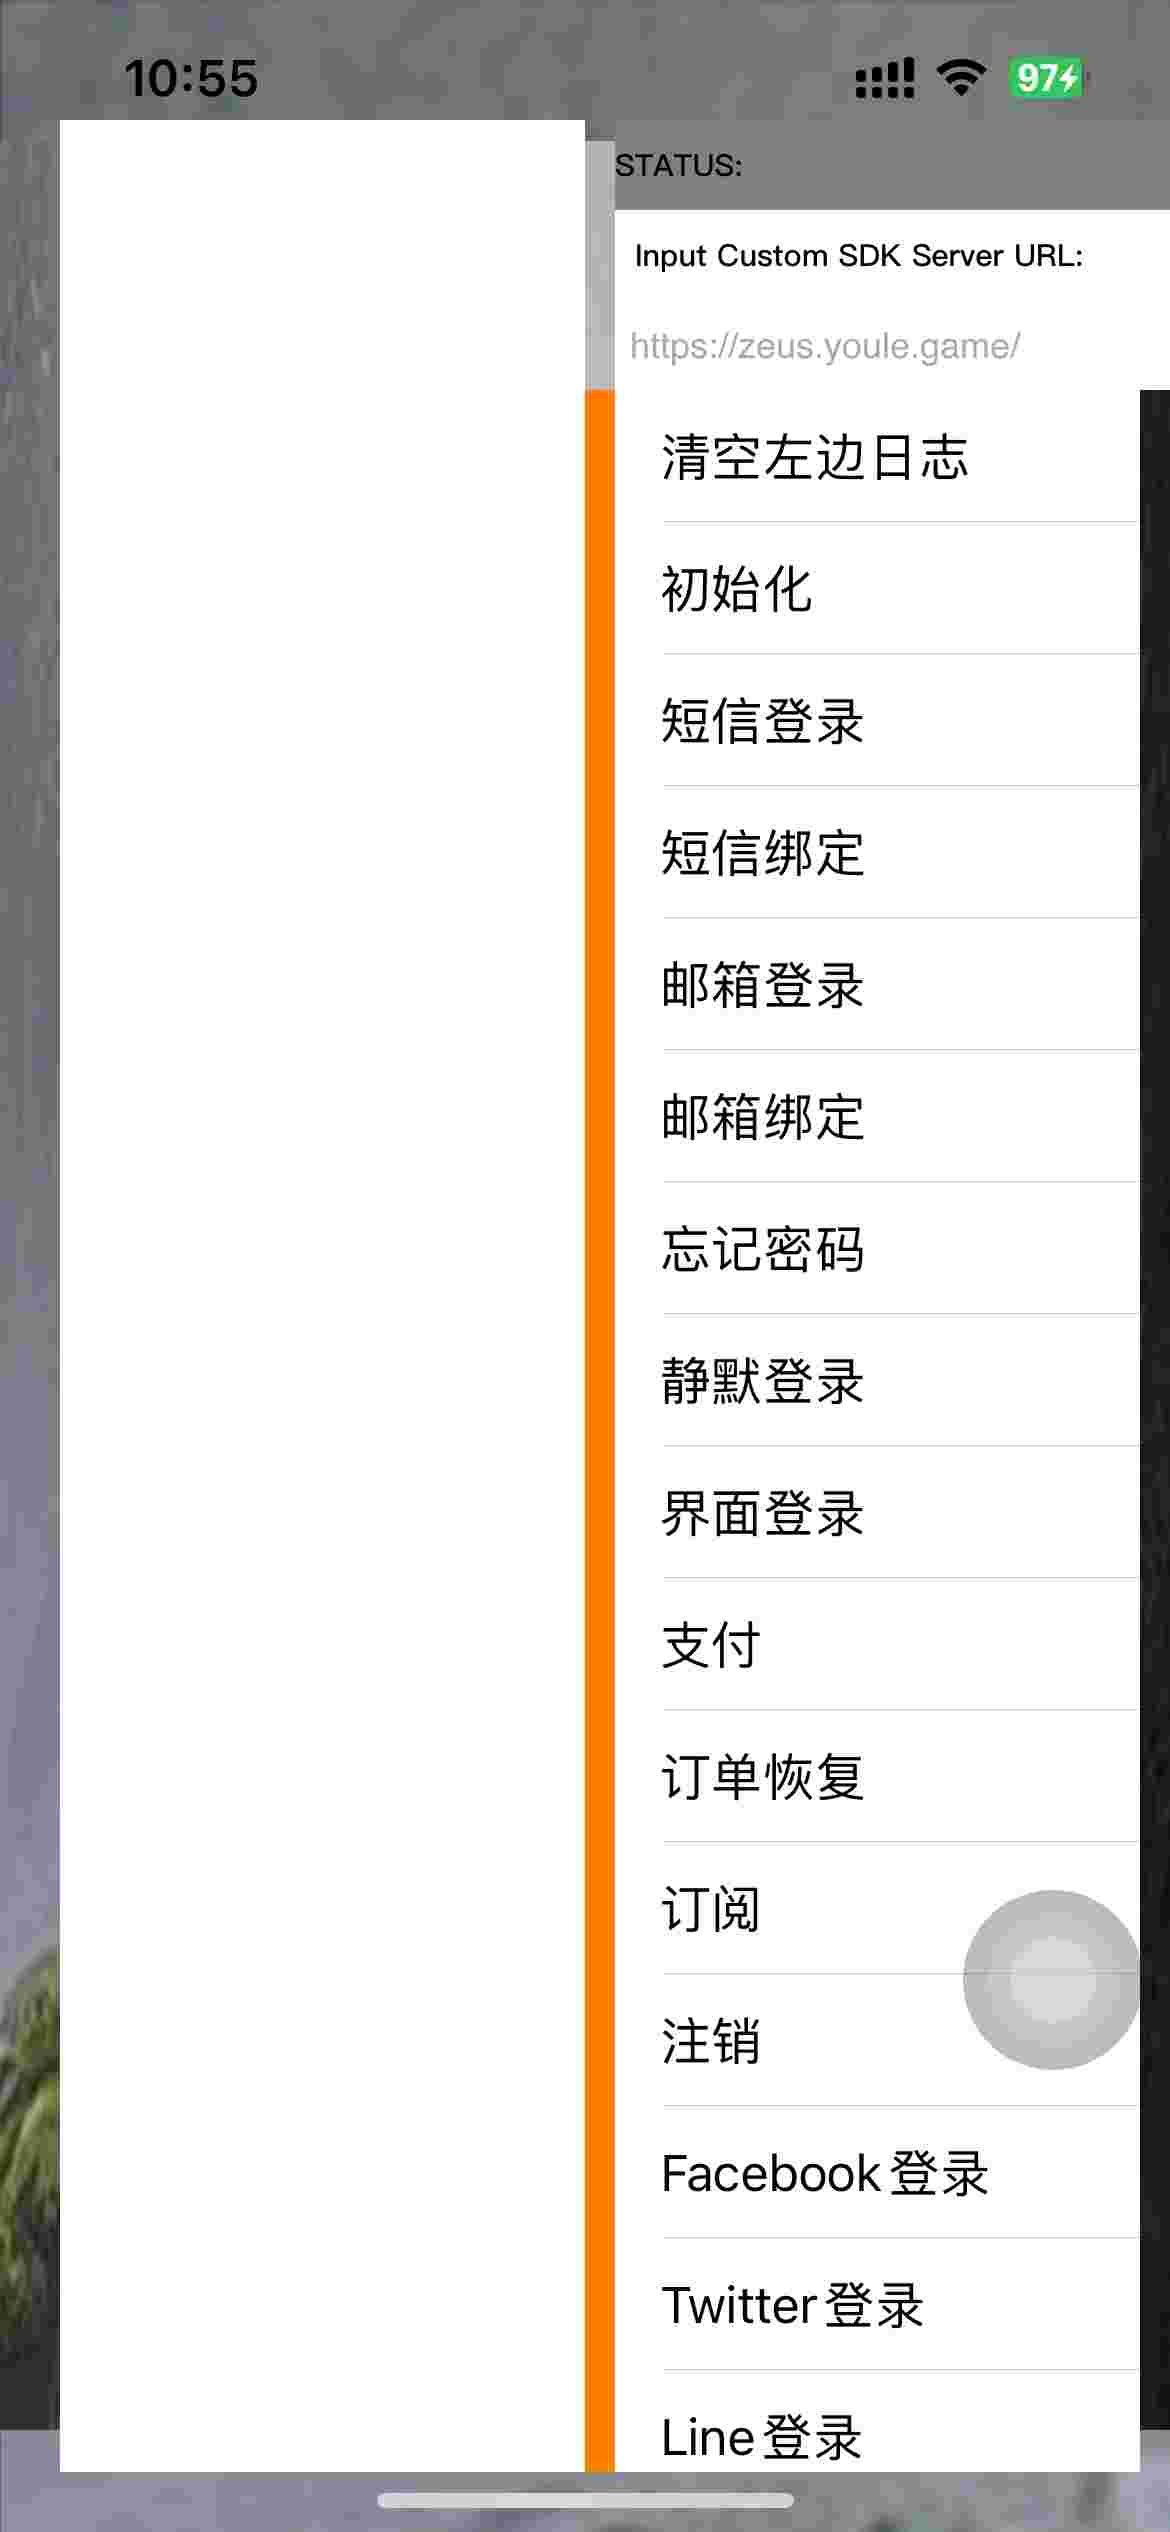 10:55
97
STATUS:
Input Custom SDK Server URL:
https://zeus.youle.game/
清空左边日志
初始化
短信登录
短信绑定
邮箱登录
邮箱绑定
忘记密码
静默登录
界面登录
支付
订单恢复
订阅
注销
Facebook登录
Twitter登录
Line登录